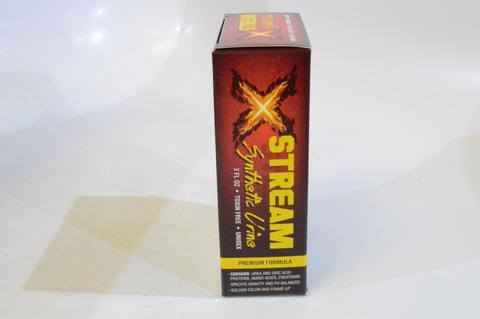 XSTREAM
Synthetic Urine
3 FL OZ • TOXIN FREE • UNISEX
PREMIUM FORMULA
• CONTAINS: UREA AND URIC ACID
PROTEINS, AMINO ACIDS, CREATININE
• SPECIFIC GRAVITY AND PH BALANCED
• GOLDEN COLOR AND FOAMS UP